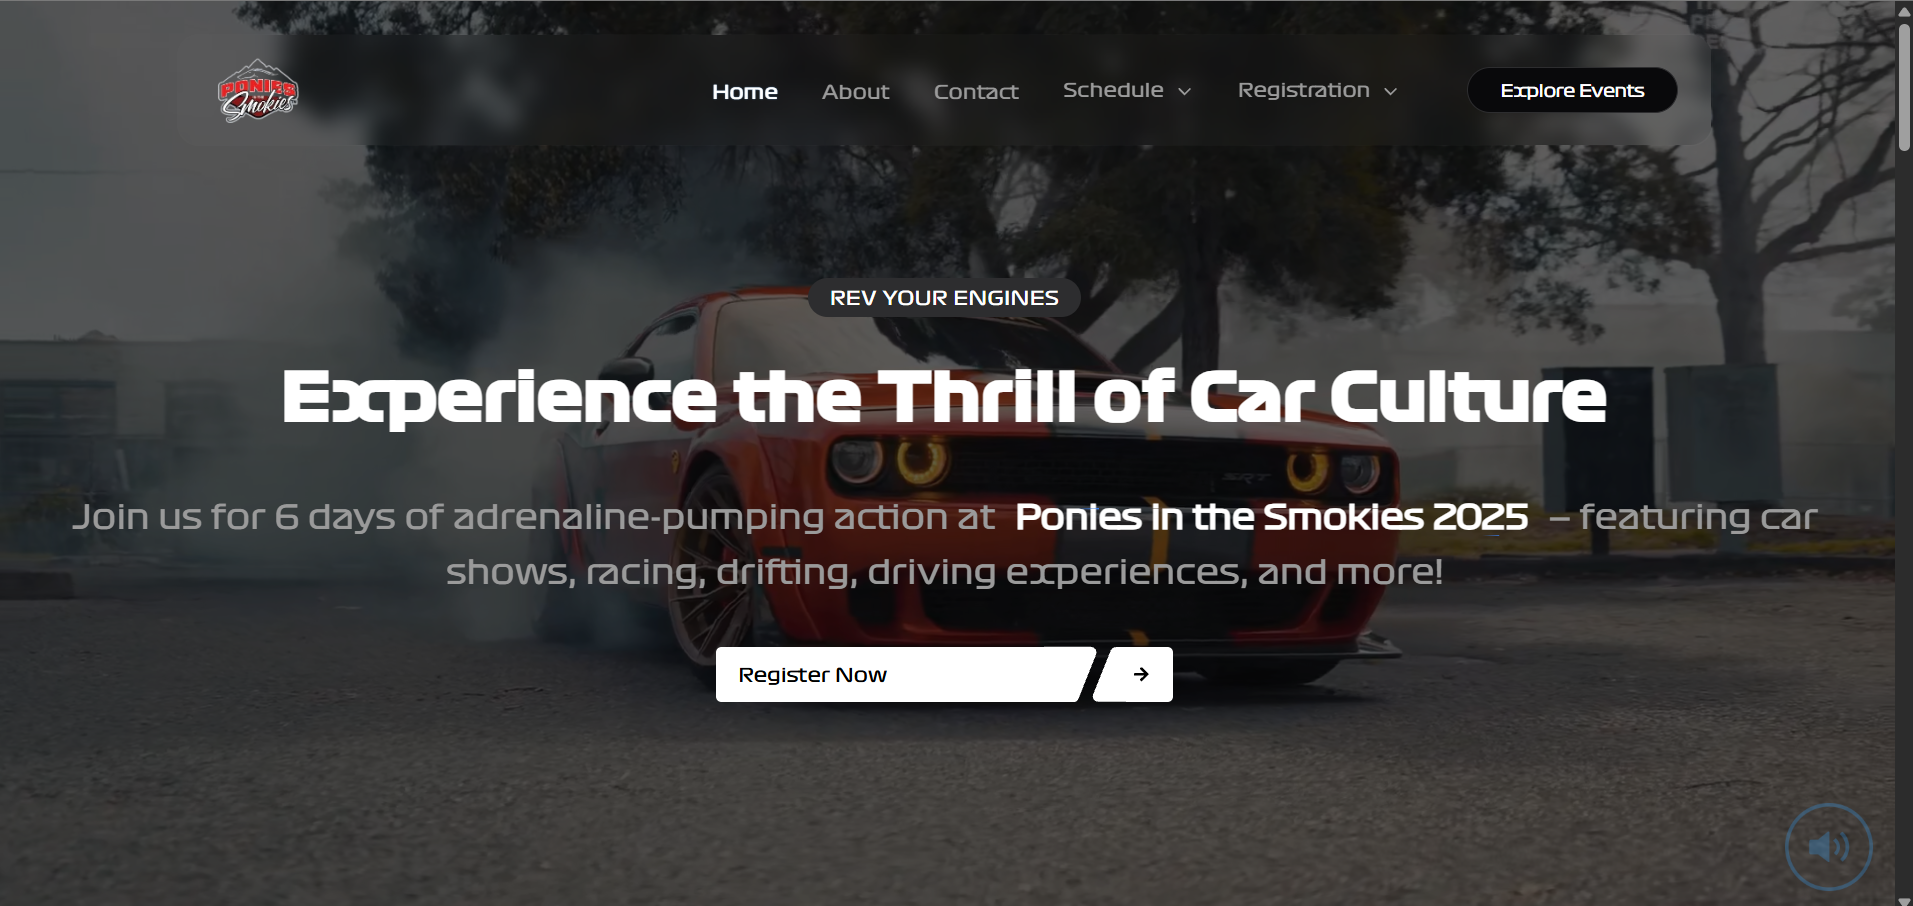 PONIES
IN THE
Smokies
Home About Contact Schedule Registration Explore Events
REV YOUR ENGINES
Experience the Thrill of Car Culture
Join us for 6 days of adrenaline-pumping action at Ponies in the Smokies 2025 – featuring car
shows, racing, drifting, driving experiences, and more!
SRT
Register Now